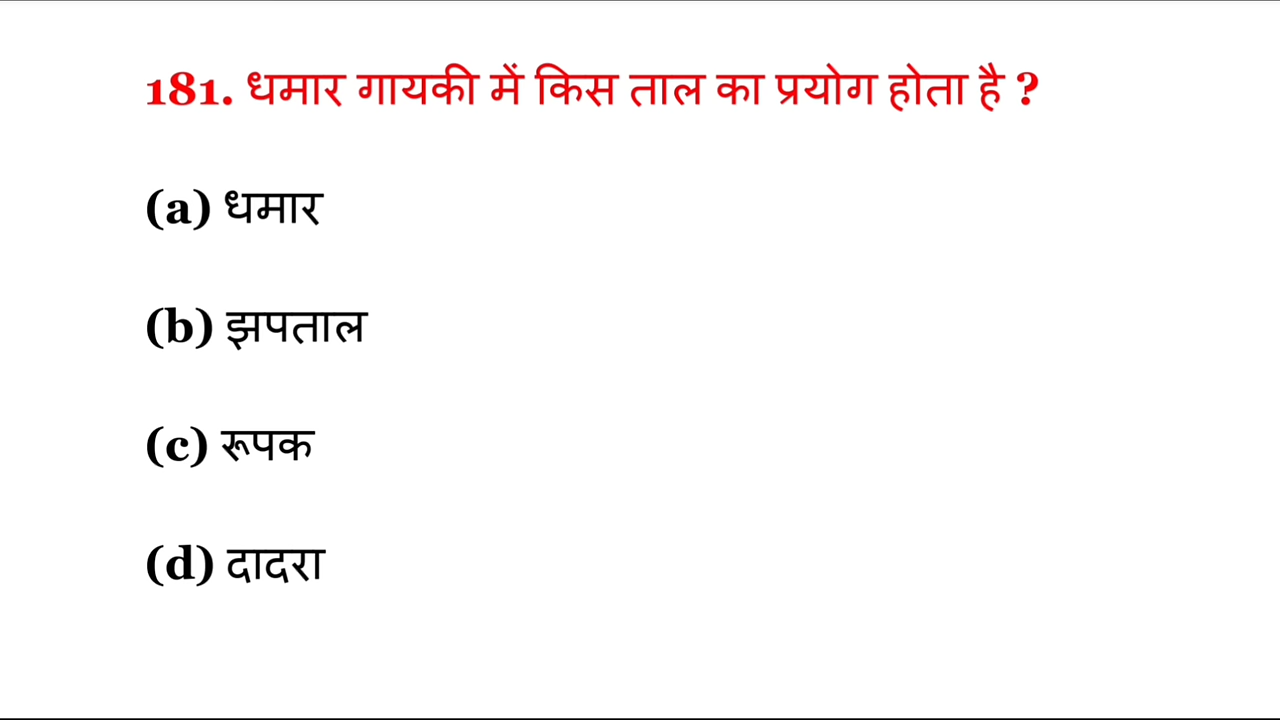 181. धमार गायकी में किस ताल का प्रयोग होता है ?
(a) धमार
(b) झपताल
(c) रूपक
(d) दादरा